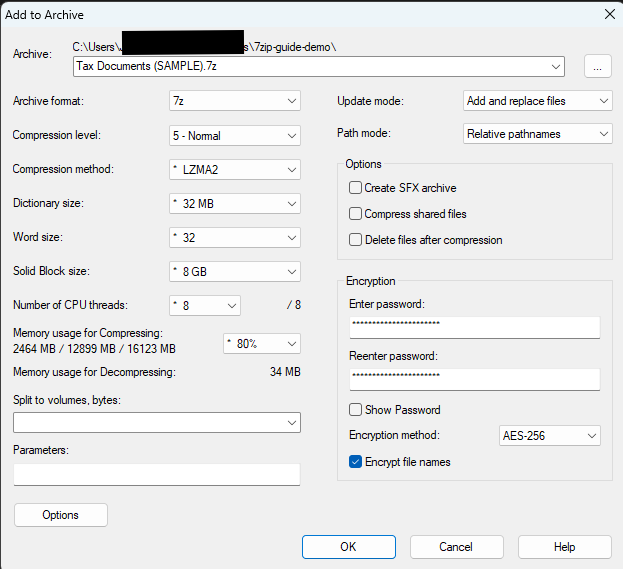 Add to Archive
Archive:
C:\Users\
s\7zip-guide-demo\
Tax Documents (SAMPLE).7z
...
Archive format:
7z
Compression level:
5 - Normal
Compression method:
* LZMA2
Dictionary size:
* 32 MB
Word size:
* 32
Solid Block size:
* 8 GB
Number of CPU threads:
* 8
/ 8
Memory usage for Compressing:
2464 MB / 12899 MB / 16123 MB
* 80%
Memory usage for Decompressing:
34 MB
Split to volumes, bytes:
Parameters:
Options
Update mode:
Add and replace files
Path mode:
Relative pathnames
Options
Create SFX archive
Compress shared files
Delete files after compression
Encryption
Enter password:
**********************
Reenter password:
**********************
Show Password
Encryption method:
AES-256
Encrypt file names
OK
Cancel
Help